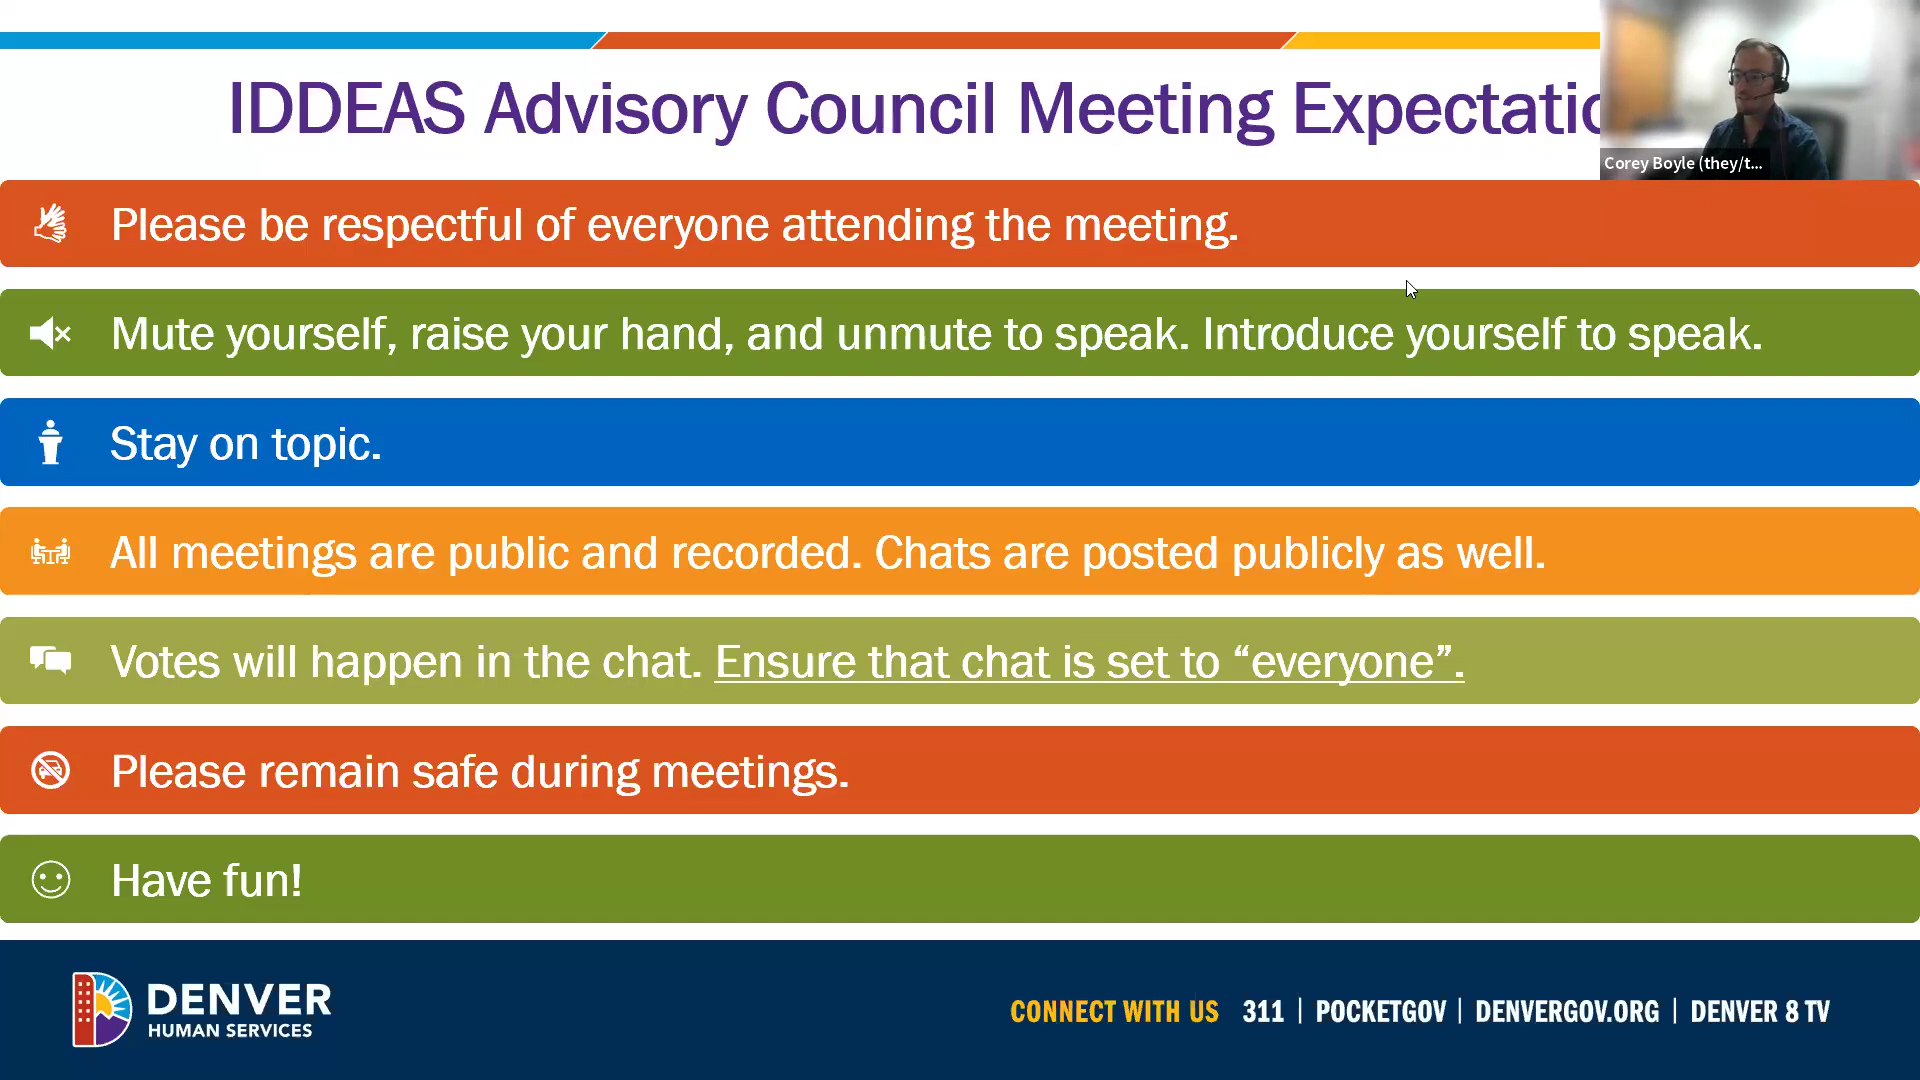 IDDEAS Advisory Council Meeting Expectatio
Corey Boyle (they/t...
Please be respectful of everyone attending the meeting.
Mute yourself, raise your hand, and unmute to speak. Introduce yourself to speak.
Stay on topic.
All meetings are public and recorded. Chats are posted publicly as well.
Votes will happen in the chat. Ensure that chat is set to “everyone”.
Please remain safe during meetings.
Have fun!
DENVER
HUMAN SERVICES
CONNECT WITH US 311 | POCKETGOV | DENVERGOV.ORG | DENVER 8 TV